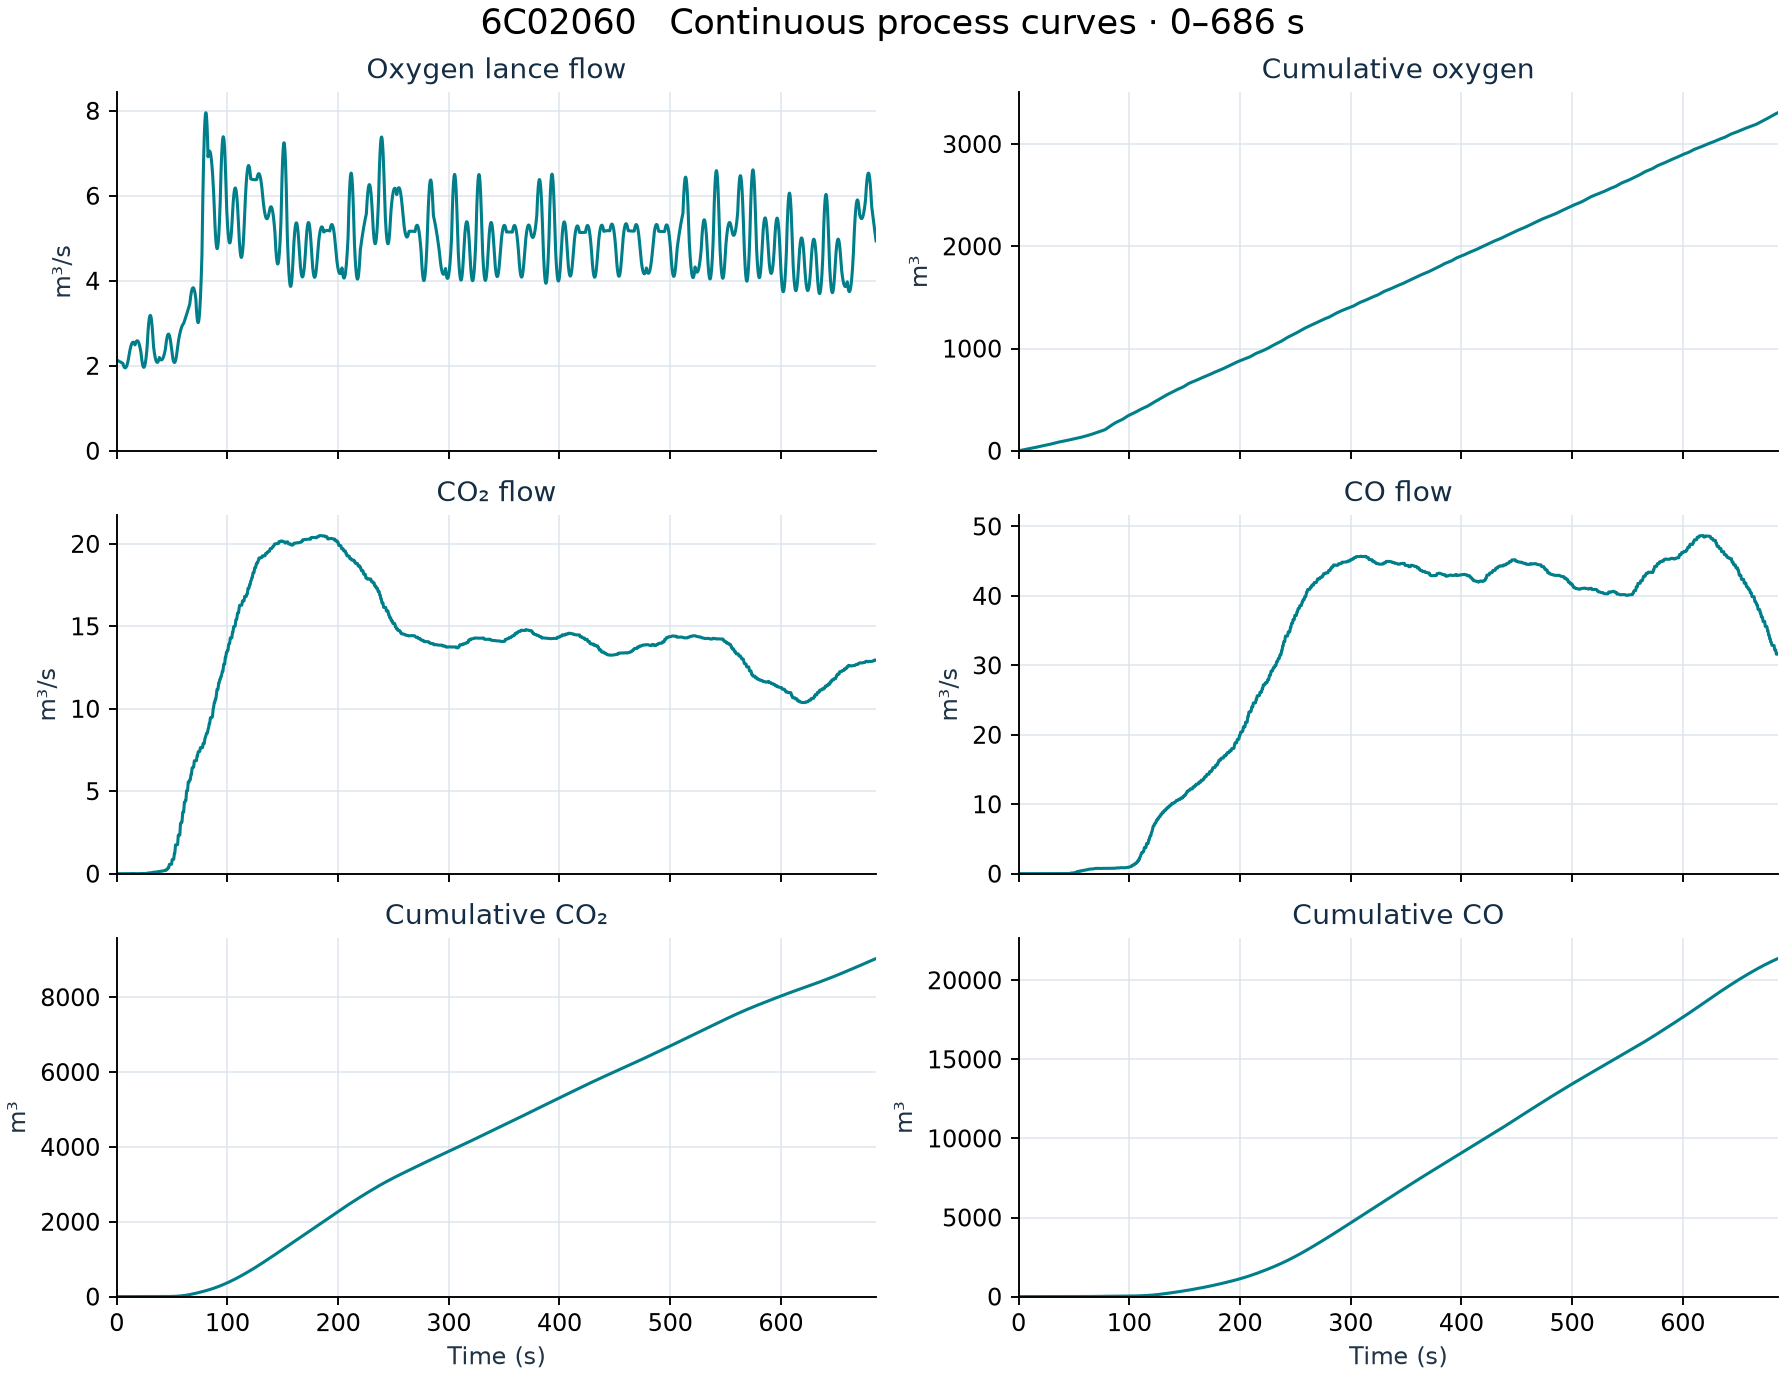 6C02060   Continuous process curves · 0–686 s
Oxygen lance flow
m³/s
8
6
4
2
0
Cumulative oxygen
m³
3000
2000
1000
0
CO₂ flow
m³/s
20
15
10
5
0
CO flow
m³/s
50
40
30
20
10
0
Cumulative CO₂
m³
8000
6000
4000
2000
0
0 100 200 300 400 500 600
Time (s)
Cumulative CO
m³
20000
15000
10000
5000
0
0 100 200 300 400 500 600
Time (s)